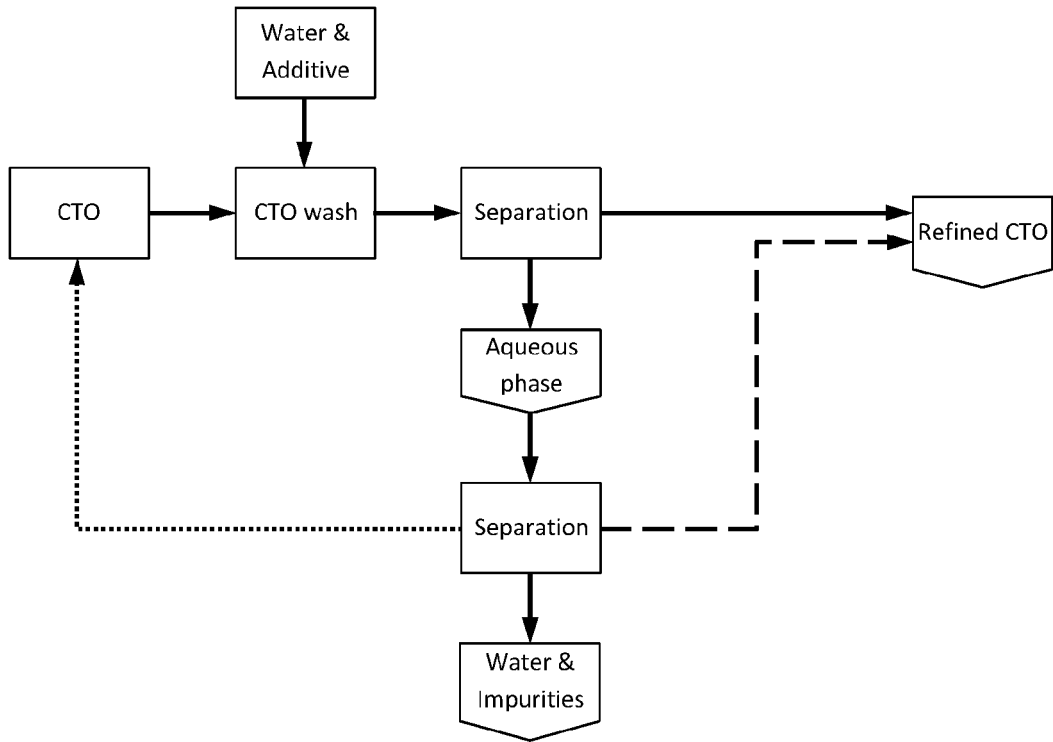 Water &
Additive
CTO
CTO wash
Separation
Refined CTO
Aqueous
phase
Separation
Water &
Impurities